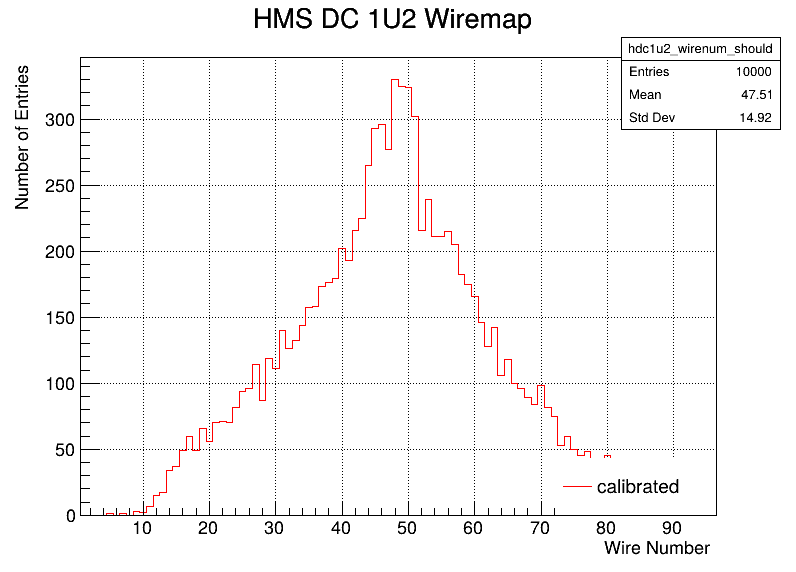 HMS DC 1U2 Wiremap
hdc1u2_wirenum_should
Entries 10000
Mean 47.51
Std Dev 14.92
Number of Entries
300
250
200
150
100
50
0
10 20 30 40 50 60 70 80 90
Wire Number
calibrated